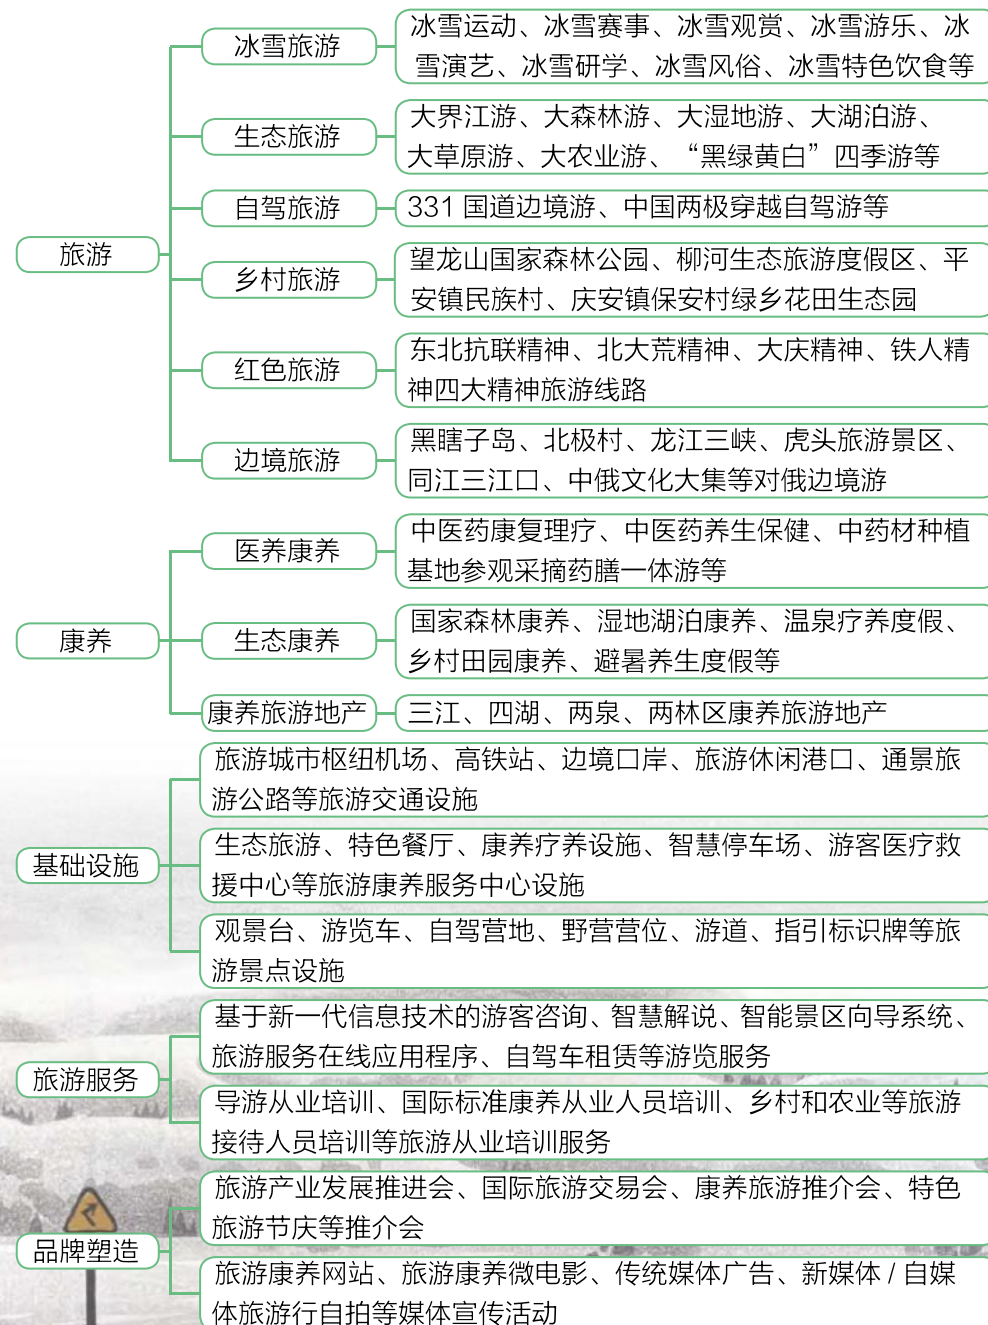 旅游
冰雪旅游
冰雪运动、冰雪赛事、冰雪观赏、冰雪游乐、冰
雪演艺、冰雪研学、冰雪风俗、冰雪特色饮食等
生态旅游
大界江游、大森林游、大湿地游、大湖泊游、
大草原游、大农业游、“黑绿黄白”四季游等
自驾旅游
331 国道边境游、中国两极穿越自驾游等
乡村旅游
望龙山国家森林公园、柳河生态旅游度假区、平
安镇民族村、庆安镇保安村绿乡花田生态园
红色旅游
东北抗联精神、北大荒精神、大庆精神、铁人精
神四大精神旅游线路
边境旅游
黑瞎子岛、北极村、龙江三峡、虎头旅游景区、
同江三江口、中俄文化大集等对俄边境游
康养
医养康养
中医药康复理疗、中医药养生保健、中药材种植
基地参观采摘药膳一体游等
生态康养
国家森林康养、湿地湖泊康养、温泉疗养度假、
乡村田园康养、避暑养生度假等
康养旅游地产
三江、四湖、两泉、两林区康养旅游地产
基础设施
旅游城市枢纽机场、高铁站、边境口岸、旅游休闲港口、通景旅
游公路等旅游交通设施
生态旅游、特色餐厅、康养疗养设施、智慧停车场、游客医疗救
援中心等旅游康养服务中心设施
观景台、游览车、自驾营地、野营营位、游道、指引标识牌等旅
游景点设施
旅游服务
基于新一代信息技术的游客咨询、智慧解说、智能景区向导系统、
旅游服务在线应用程序、自驾车租赁等游览服务
导游从业培训、国际标准康养从业人员培训、乡村和农业等旅游
接待人员培训等旅游从业培训服务
品牌塑造
旅游产业发展推进会、国际旅游交易会、康养旅游推介会、特色
旅游节庆等推介会
旅游康养网站、旅游康养微电影、传统媒体广告、新媒体 / 自媒
体旅游行自拍等媒体宣传活动